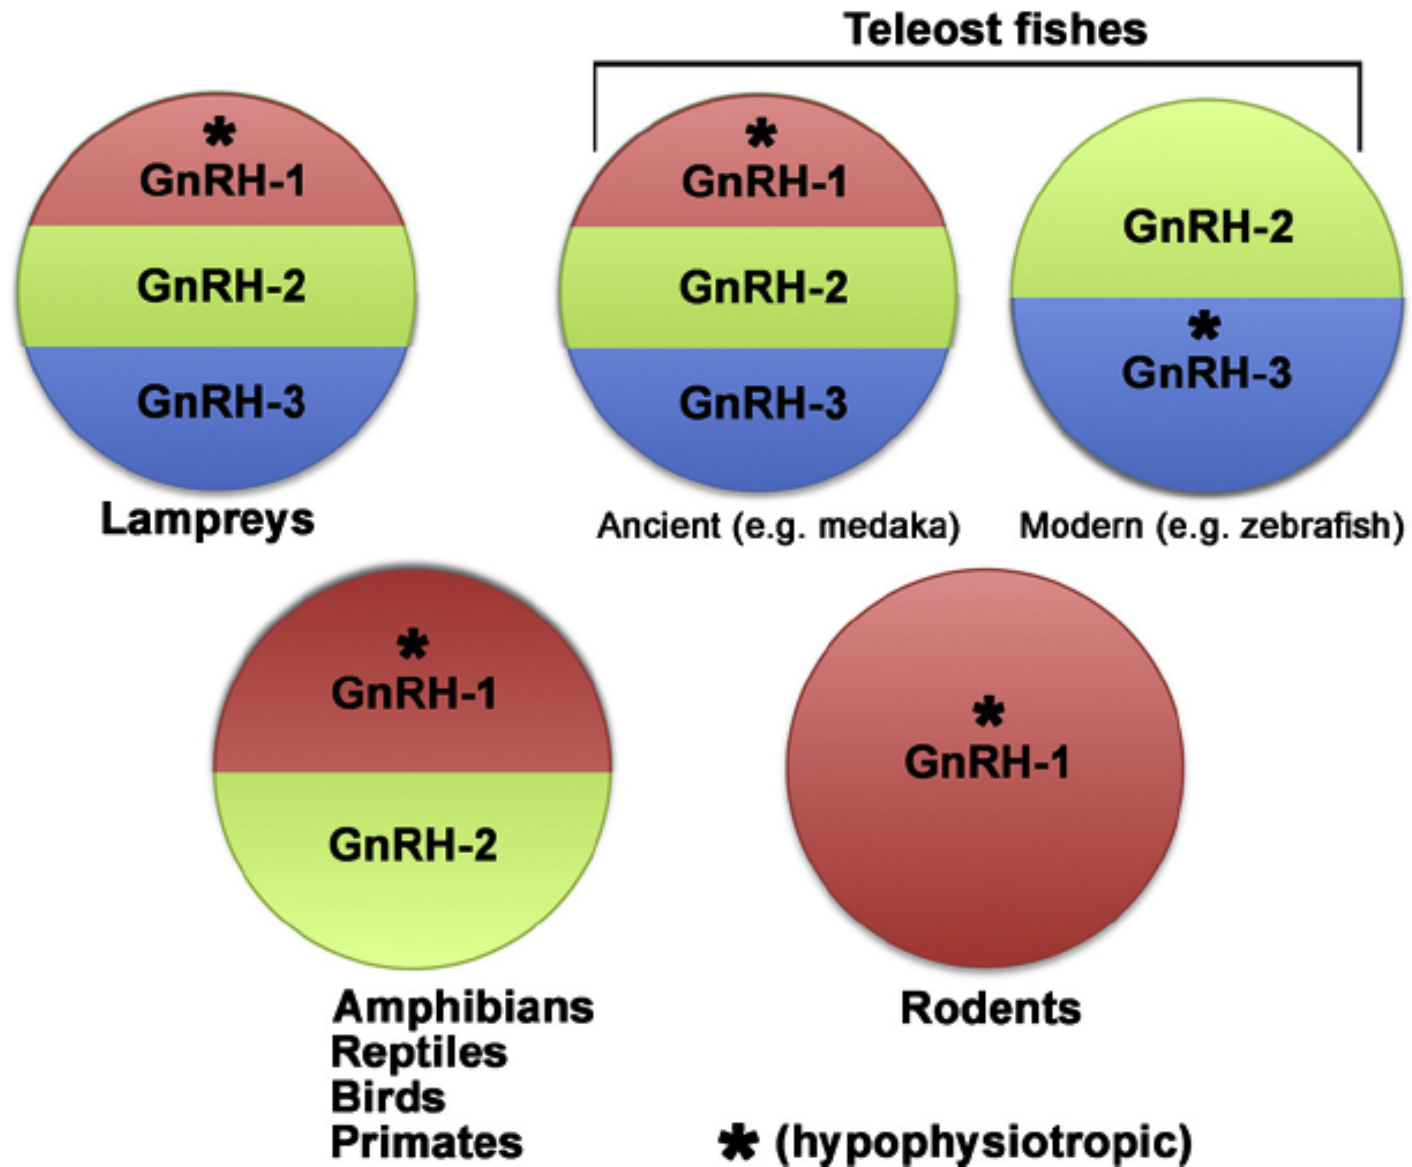 Teleost fishes
*
GnRH-1
GnRH-2
GnRH-3
Lampreys
*
GnRH-1
GnRH-2
GnRH-3
Ancient (e.g. medaka)
GnRH-2
*
GnRH-3
Modern (e.g. zebrafish)
*
GnRH-1
GnRH-2
Amphibians
Reptiles
Birds
Primates
*
GnRH-1
Rodents
* (hypophysiotropic)